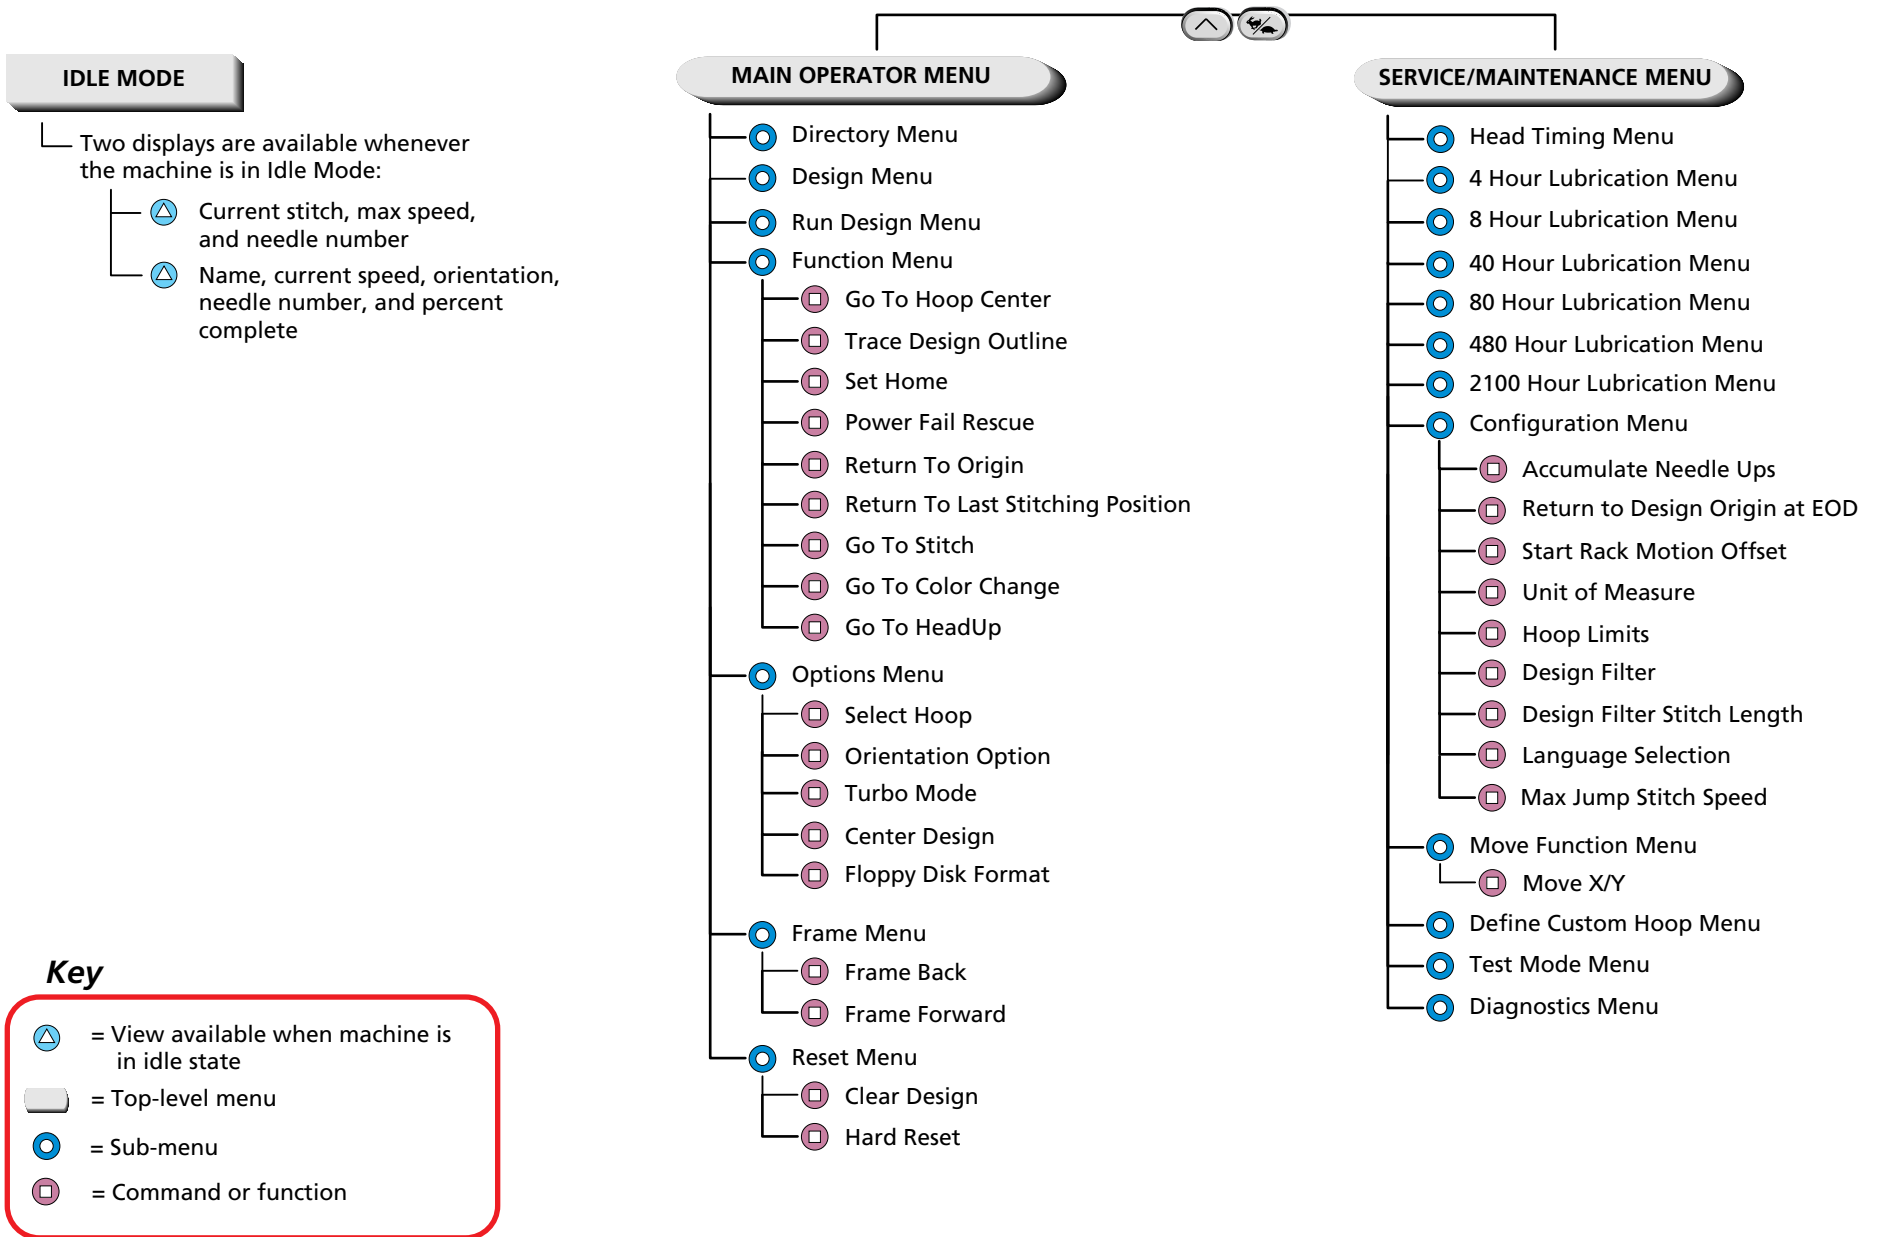 IDLE MODE
Two displays are available whenever
the machine is in Idle Mode:
Current stitch, max speed,
and needle number
Name, current speed, orientation,
needle number, and percent
complete
Key
= View available when machine is
in idle state
= Top-level menu
= Sub-menu
= Command or function
MAIN OPERATOR MENU
Directory Menu
Design Menu
Run Design Menu
Function Menu
Go To Hoop Center
Trace Design Outline
Set Home
Power Fail Rescue
Return To Origin
Return To Last Stitching Position
Go To Stitch
Go To Color Change
Go To HeadUp
Options Menu
Select Hoop
Orientation Option
Turbo Mode
Center Design
Floppy Disk Format
Frame Menu
Frame Back
Frame Forward
Reset Menu
Clear Design
Hard Reset
SERVICE/MAINTENANCE MENU
Head Timing Menu
4 Hour Lubrication Menu
8 Hour Lubrication Menu
40 Hour Lubrication Menu
80 Hour Lubrication Menu
480 Hour Lubrication Menu
2100 Hour Lubrication Menu
Configuration Menu
Accumulate Needle Ups
Return to Design Origin at EOD
Start Rack Motion Offset
Unit of Measure
Hoop Limits
Design Filter
Design Filter Stitch Length
Language Selection
Max Jump Stitch Speed
Move Function Menu
Move X/Y
Define Custom Hoop Menu
Test Mode Menu
Diagnostics Menu